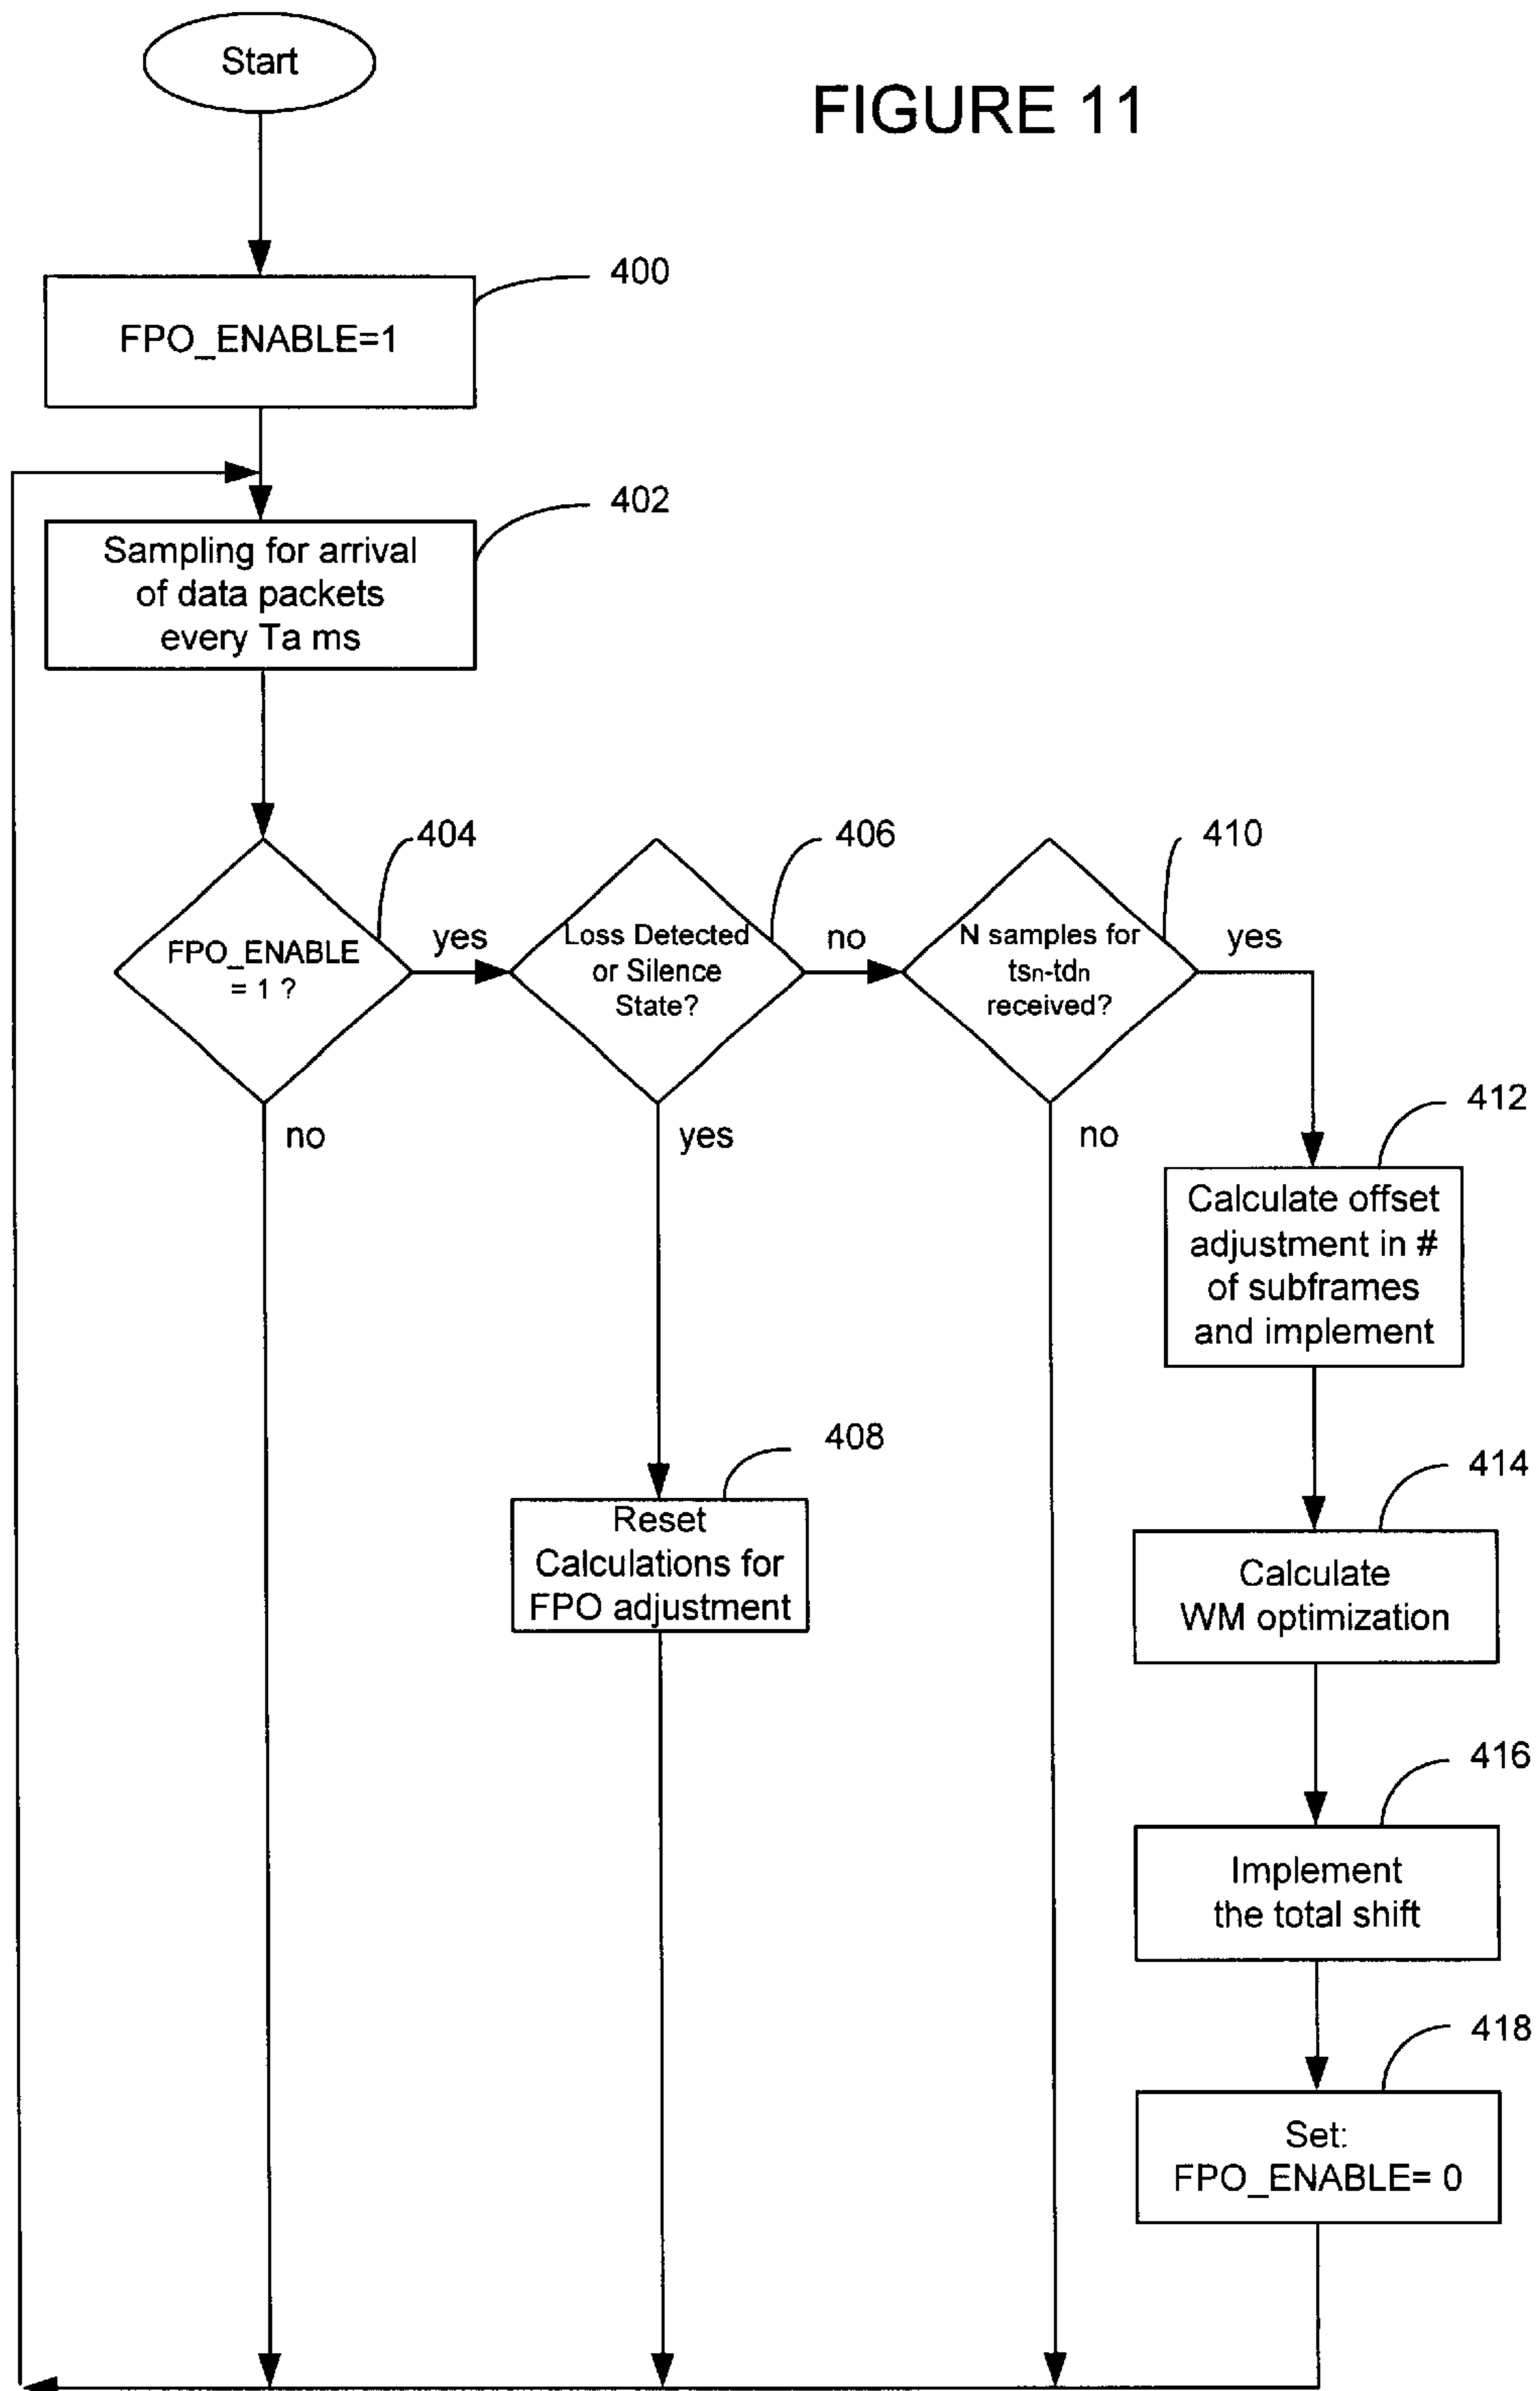 Start
FIGURE 11
400
FPO_ENABLE=1
402
Sampling for arrival
of data packets
every Ta ms
404
406
410
FPO_ENABLE
= 1 ?
yes
Loss Detected
or Silence
State?
no
N samples for
tsn-tdn
received?
yes
no
yes
no
412
Calculate offset
adjustment in #
of subframes
and implement
408
Reset
Calculations for
FPO adjustment
414
Calculate
WM optimization
416
Implement
the total shift
418
Set:
FPO_ENABLE= 0